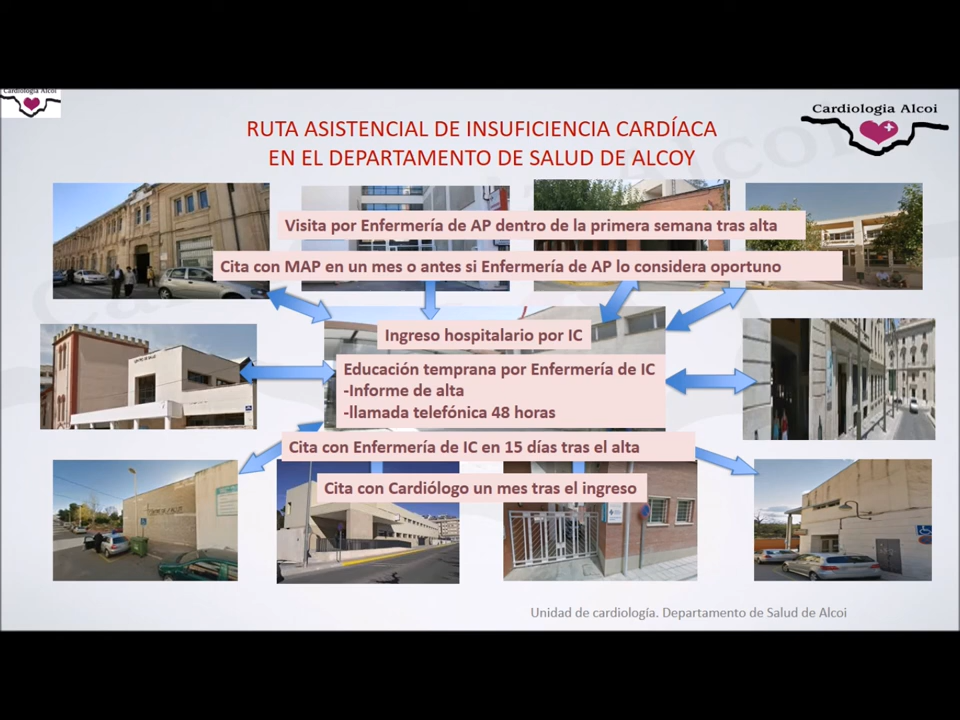 Cardiologia Alcoi
Cardiologia Alcoi
RUTA ASISTENCIAL DE INSUFICIENCIA CARDÍACA
EN EL DEPARTAMENTO DE SALUD DE ALCOY
Visita por Enfermería de AP dentro de la primera semana tras alta
Cita con MAP en un mes o antes si Enfermería de AP lo considera oportuno
Ingreso hospitalario por IC
Educación temprana por Enfermería de IC
-Informe de alta
-llamada telefónica 48 horas
Cita con Enfermería de IC en 15 días tras el alta
Cita con Cardiólogo un mes tras el ingreso
Unidad de cardiología. Departamento de Salud de Alcoi